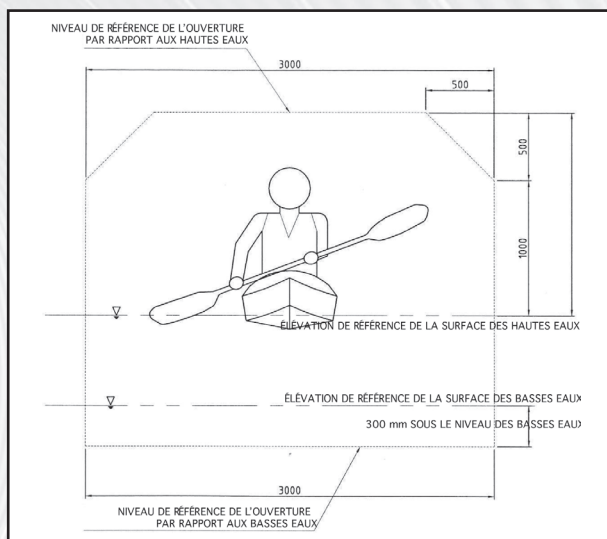 NIVEAU DE RÉFÉRENCE DE L'OUVERTURE
PAR RAPPORT AUX HAUTES EAUX
3000
500
500
1000
ÉLÉVATION DE RÉFÉRENCE DE LA SURFACE DES HAUTES EAUX
ÉLÉVATION DE RÉFÉRENCE DE LA SURFACE DES BASSES EAUX
300 mm SOUS LE NIVEAU DES BASSES EAUX
3000
NIVEAU DE RÉFÉRENCE DE L'OUVERTURE
PAR RAPPORT AUX BASSES EAUX